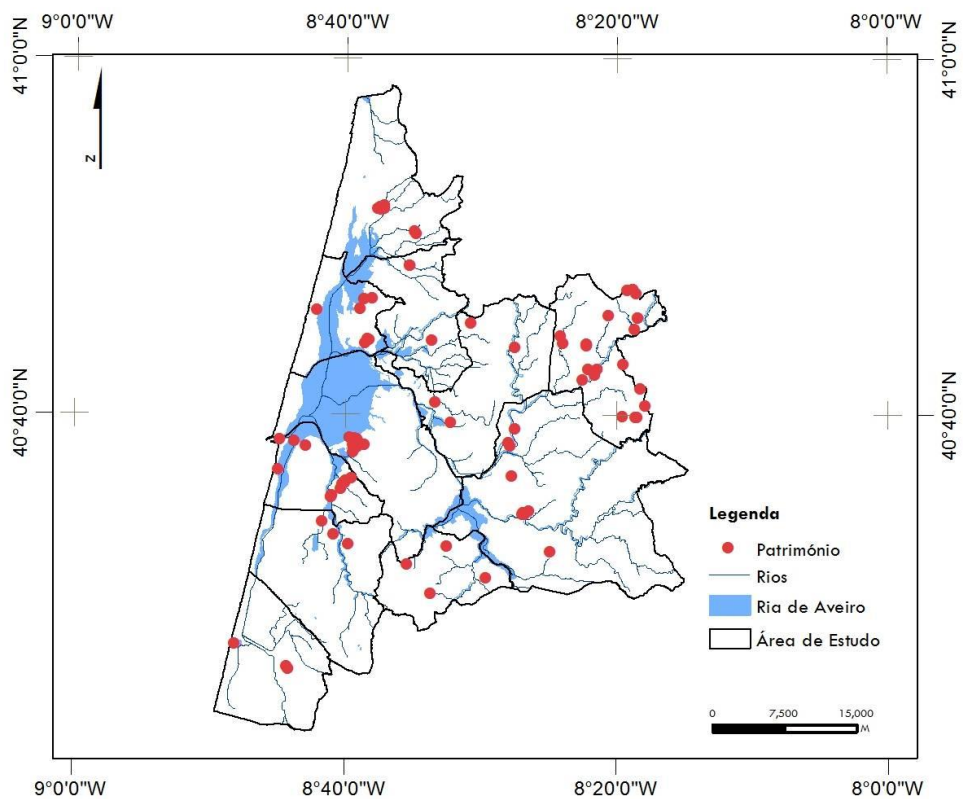 9°0'0"W 8°40'0"W 8°20'0"W 8°0'0"W
41°0'0"N 41°0'0"N
N
40°40'0"N 40°40'0"N
Legenda
Património
Rios
Ria de Aveiro
Área de Estudo
0 7,500 15,000
M
9°0'0"W 8°40'0"W 8°20'0"W 8°0'0"W